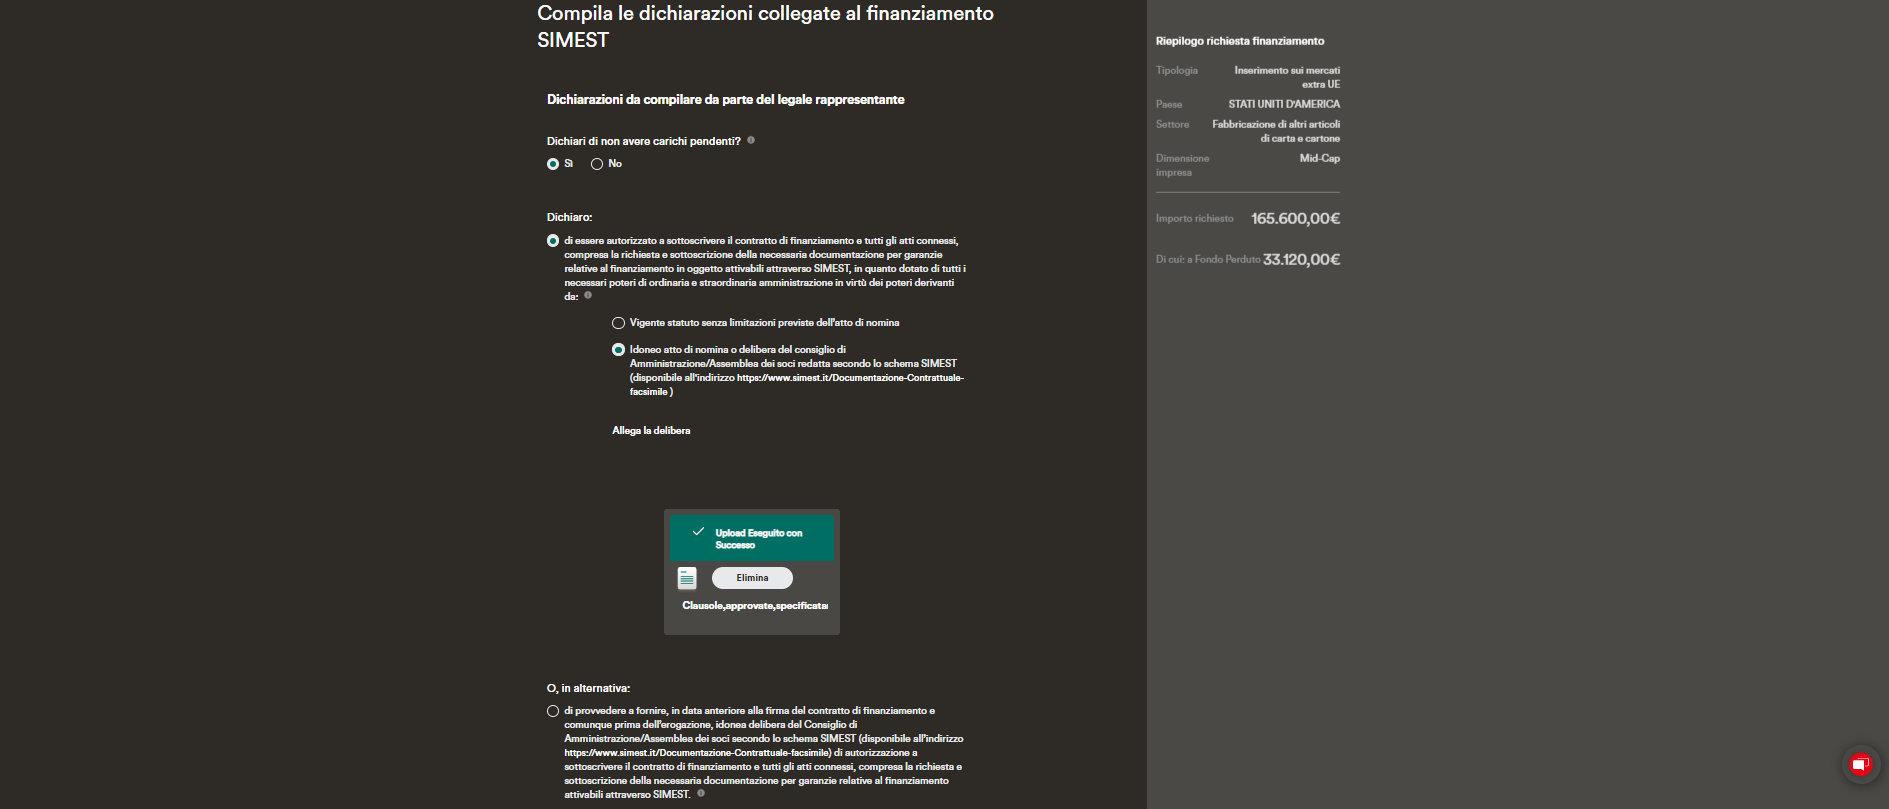 Compila le dichiarazioni collegate al finanziamento
SIMEST
Dichiarazioni da compilare da parte del legale rappresentante
Dichiari di non avere carichi pendenti?
Sì
No
Dichiaro:
di essere autorizzato a sottoscrivere il contratto di finanziamento e tutti gli atti connessi,
compresa la richiesta e sottoscrizione della necessaria documentazione per garanzie
relative al finanziamento in oggetto attivabili attraverso SIMEST, in quanto dotato di tutti i
necessari poteri di ordinaria e straordinaria amministrazione in virtù dei poteri derivanti
da:
Vigente statuto senza limitazioni previste dell'atto di nomina
Idoneo atto di nomina o delibera del consiglio di
Amministrazione/Assemblea dei soci redatta secondo lo schema SIMEST
(disponibile all'indirizzo https://www.simest.it/Documentazione-Contrattuale-
facsimile )
Allega la delibera
Upload Eseguito con
Successo
Elimina
Clausole,approvate,specificata
O, in alternativa:
di provvedere a fornire, in data anteriore alla firma del contratto di finanziamento e
comunque prima dell'erogazione, idonea delibera del Consiglio di
Amministrazione/Assemblea dei soci secondo lo schema SIMEST (disponibile all'indirizzo
https://www.simest.it/Documentazione-Contrattuale-facsimile) di autorizzazione a
sottoscrivere il contratto di finanziamento e tutti gli atti connessi, compresa la richiesta e
sottoscrizione della necessaria documentazione per garanzie relative al finanziamento
attivabili attraverso SIMEST.
Riepilogo richiesta finanziamento
Tipologia Inserimento sui mercati
extra UE
Paese STATI UNITI D'AMERICA
Settore Fabbricazione di altri articoli
di carta e cartone
Dimensione Mid-Cap
impresa
Importo richiesto 165.600,00€
Di cui: a Fondo Perduto 33.120,00€